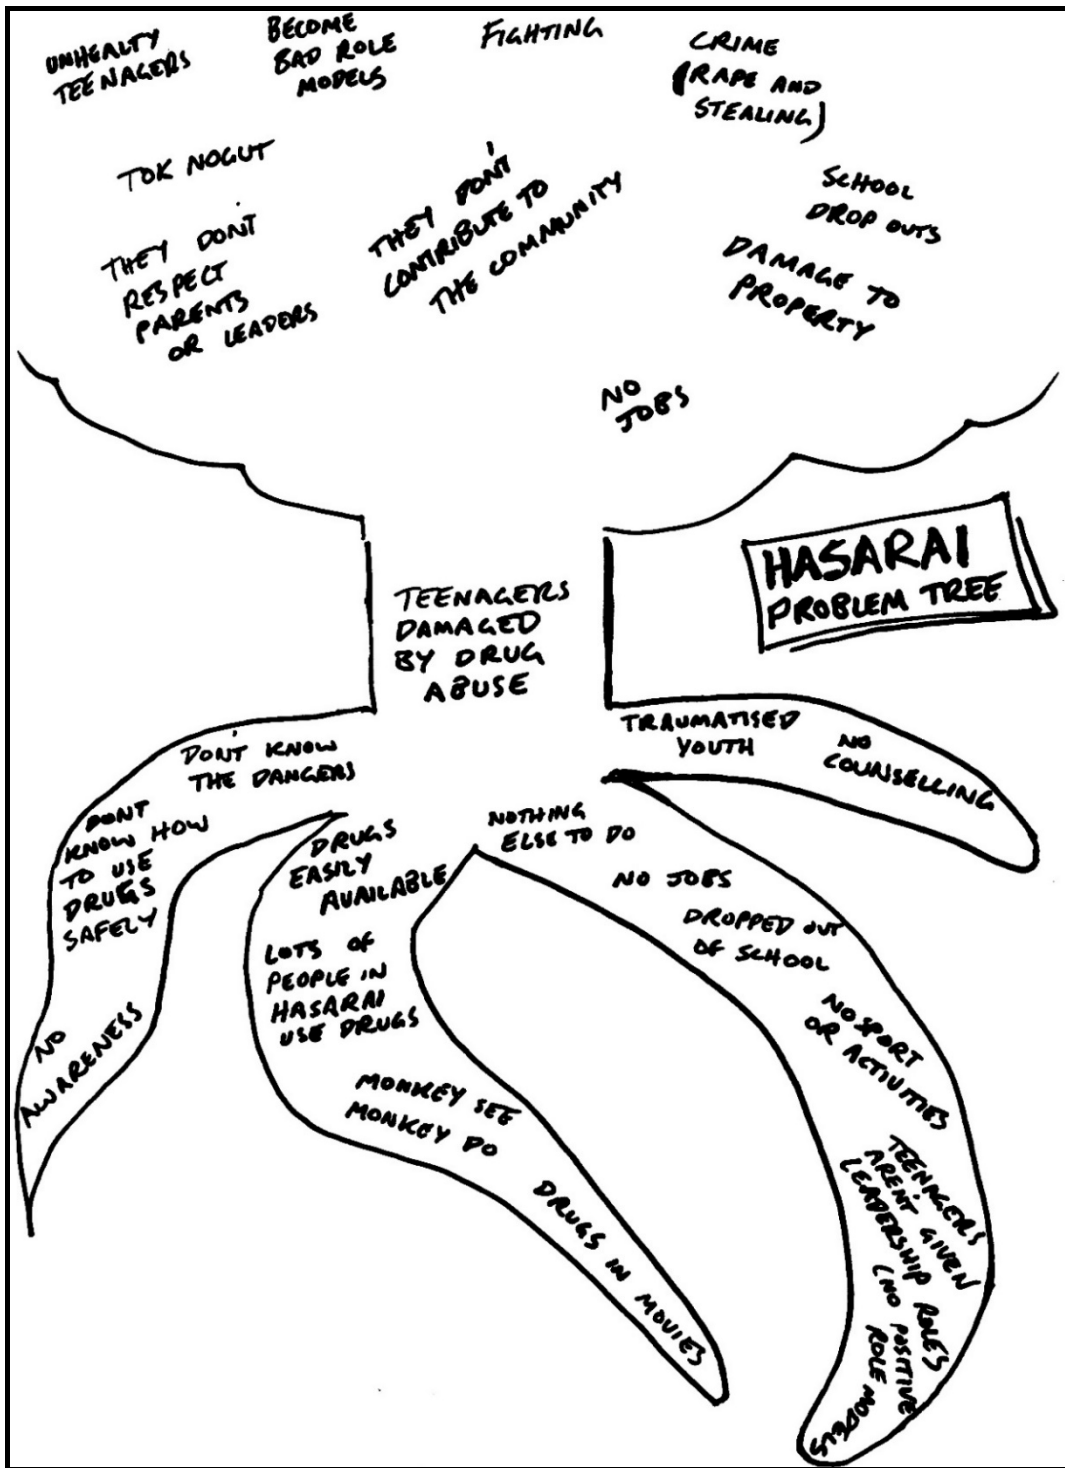 UNHEALTY
TEENAGERS
BECOME
BAD ROLE
MODELS
FIGHTING
CRIME
(RAPE AND
STEALING)
TOK NOGUT
THEY DON'T
RESPECT
PARENTS
OR LEADERS
THEY DON'T
CONTRIBUTE TO
THE COMMUNITY
SCHOOL
DROP OUTS
DAMAGE TO
PROPERTY
NO
JOBS
HASARAI
PROBLEM TREE
TEENAGERS
DAMAGED
BY DRUG
ABUSE
DON'T KNOW
THE DANGERS
DONT
KNOW HOW
TO USE
DRUGS
SAFELY
NO
AWARENESS
DRUGS
EASILY
AVAILABLE
LOTS OF
PEOPLE IN
HASARAI
USE DRUGS
MONKEY SEE
MONKEY DO
DRUGS IN MOVIES
NOTHING
ELSE TO DO
NO JOBS
DROPPED OUT
OF SCHOOL
NO SPORT
OR ACTIVITIES
TEENAGERS
AREN'T GIVEN
LEADERSHIP ROLES
(NO POSITIVE
ROLE MODELS
TRAUMATISED
YOUTH
NO
COUNSELLING